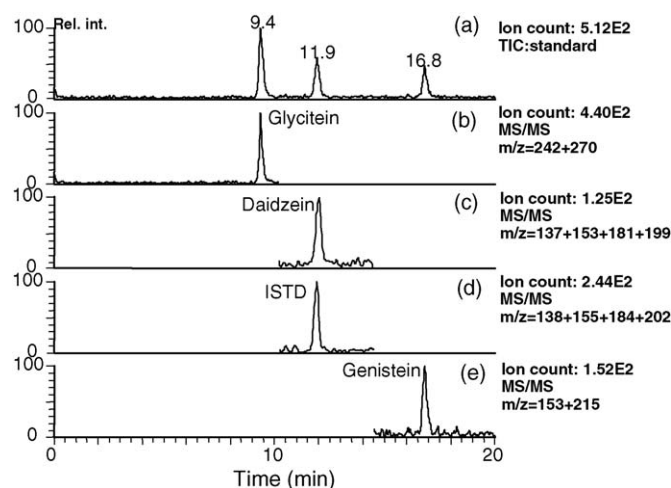 Rel. int.
100
9.4
11.9
16.8
(a)
Ion count: 5.12E2
TIC:standard
0
100
Glycitein
(b)
Ion count: 4.40E2
MS/MS
m/z=242+270
0
100
Daidzein
(c)
Ion count: 1.25E2
MS/MS
m/z=137+153+181+199
0
100
ISTD
(d)
Ion count: 2.44E2
MS/MS
m/z=138+155+184+202
0
100
Genistein
(e)
Ion count: 1.52E2
MS/MS
m/z=153+215
0
0 10 20
Time (min)